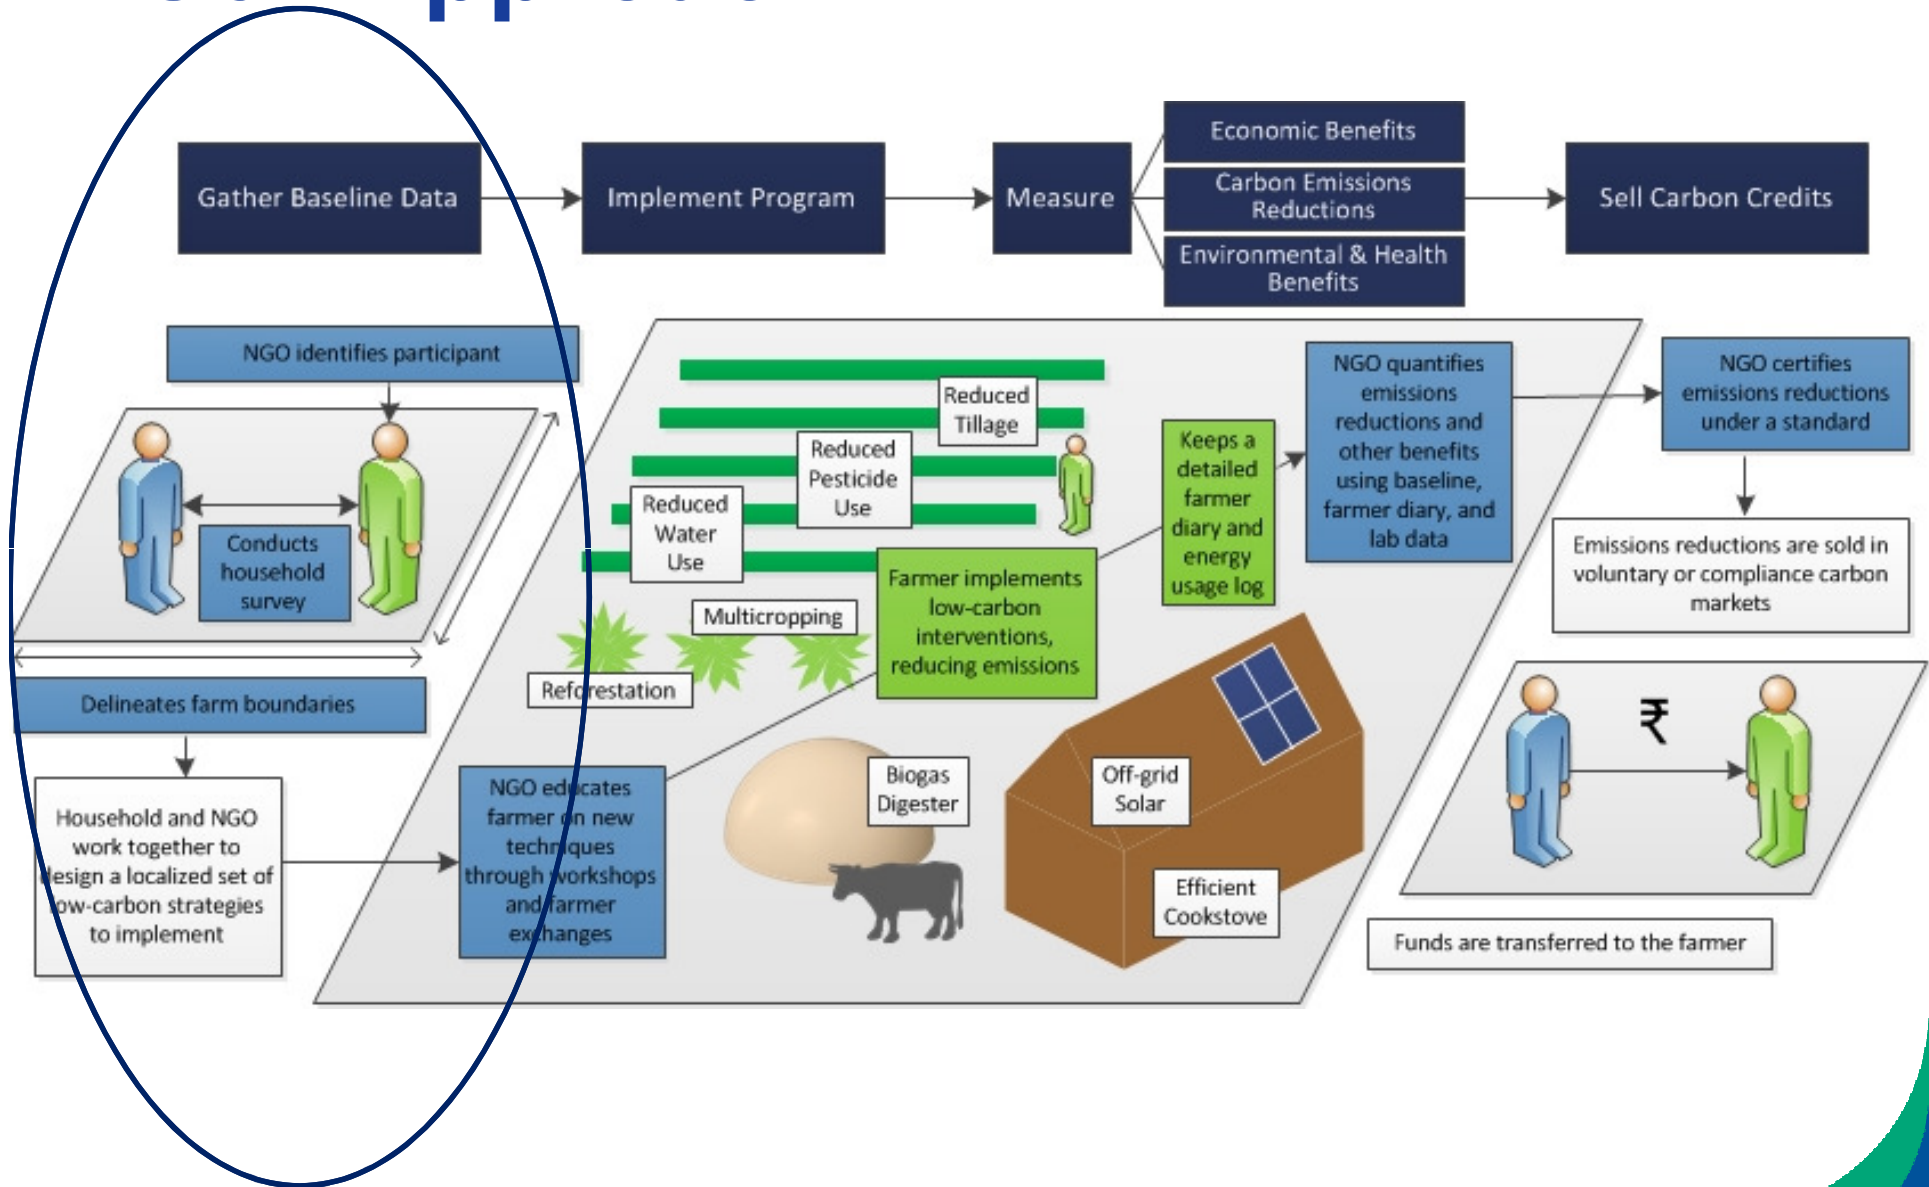 Gather Baseline Data
Implement Program
Measure
Economic Benefits
Carbon Emissions
Reductions
Environmental & Health
Benefits
Sell Carbon Credits
NGO identifies participant
Conducts
household
survey
Delineates farm boundaries
Household and NGO
work together to
design a localized set of
low-carbon strategies
to implement
NGO educates
farmer on new
techniques
through workshops
and farmer
exchanges
Reduced
Tillage
Reduced
Pesticide
Use
Reduced
Water
Use
Multicropping
Reforestation
Farmer implements
low-carbon
interventions,
reducing emissions
Keeps a
detailed
farmer
diary and
energy
usage log
Biogas
Digester
Off-grid
Solar
Efficient
Cookstove
NGO quantifies
emissions
reductions and
other benefits
using baseline,
farmer diary, and
lab data
NGO certifies
emissions reductions
under a standard
Emissions reductions are sold in
voluntary or compliance carbon
markets
₹
Funds are transferred to the farmer